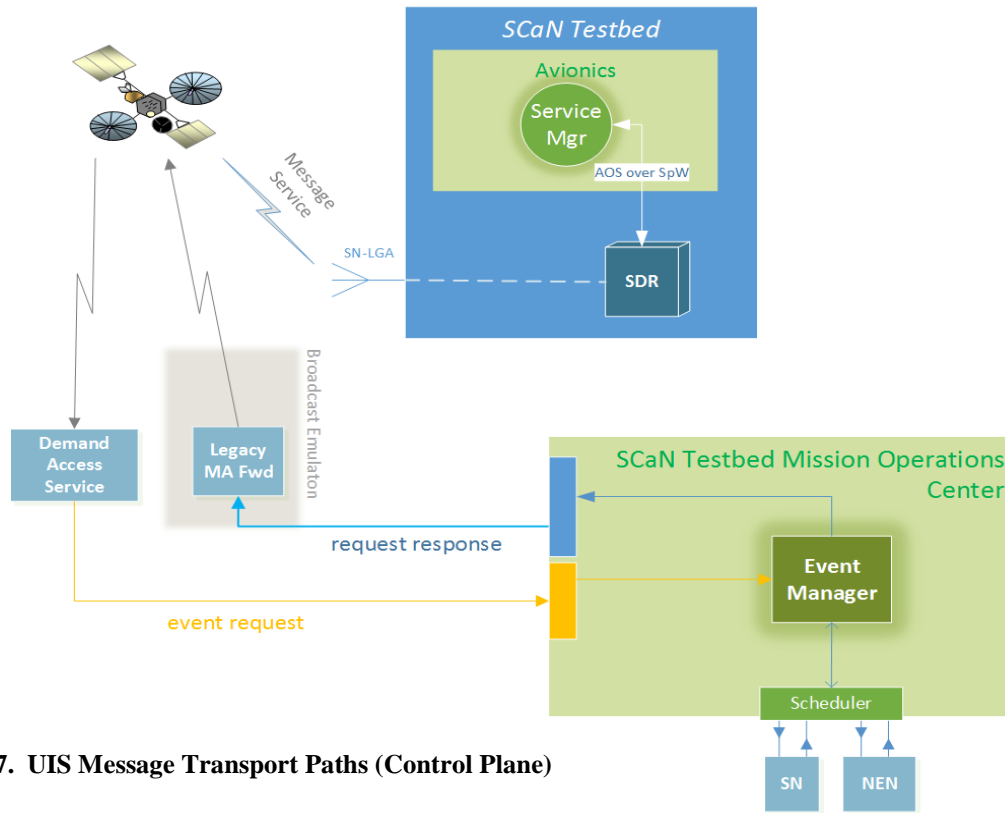 SCaN Testbed
Avionics
Service
Mgr
AOS over SpW
Message
Service
SN-LGA
SDR
Broadcast Emulaton
Demand
Access
Service
Legacy
MA Fwd
SCaN Testbed Mission Operations
Center
request response
Event
Manager
event request
Scheduler
7. UIS Message Transport Paths (Control Plane)
SN
NEN